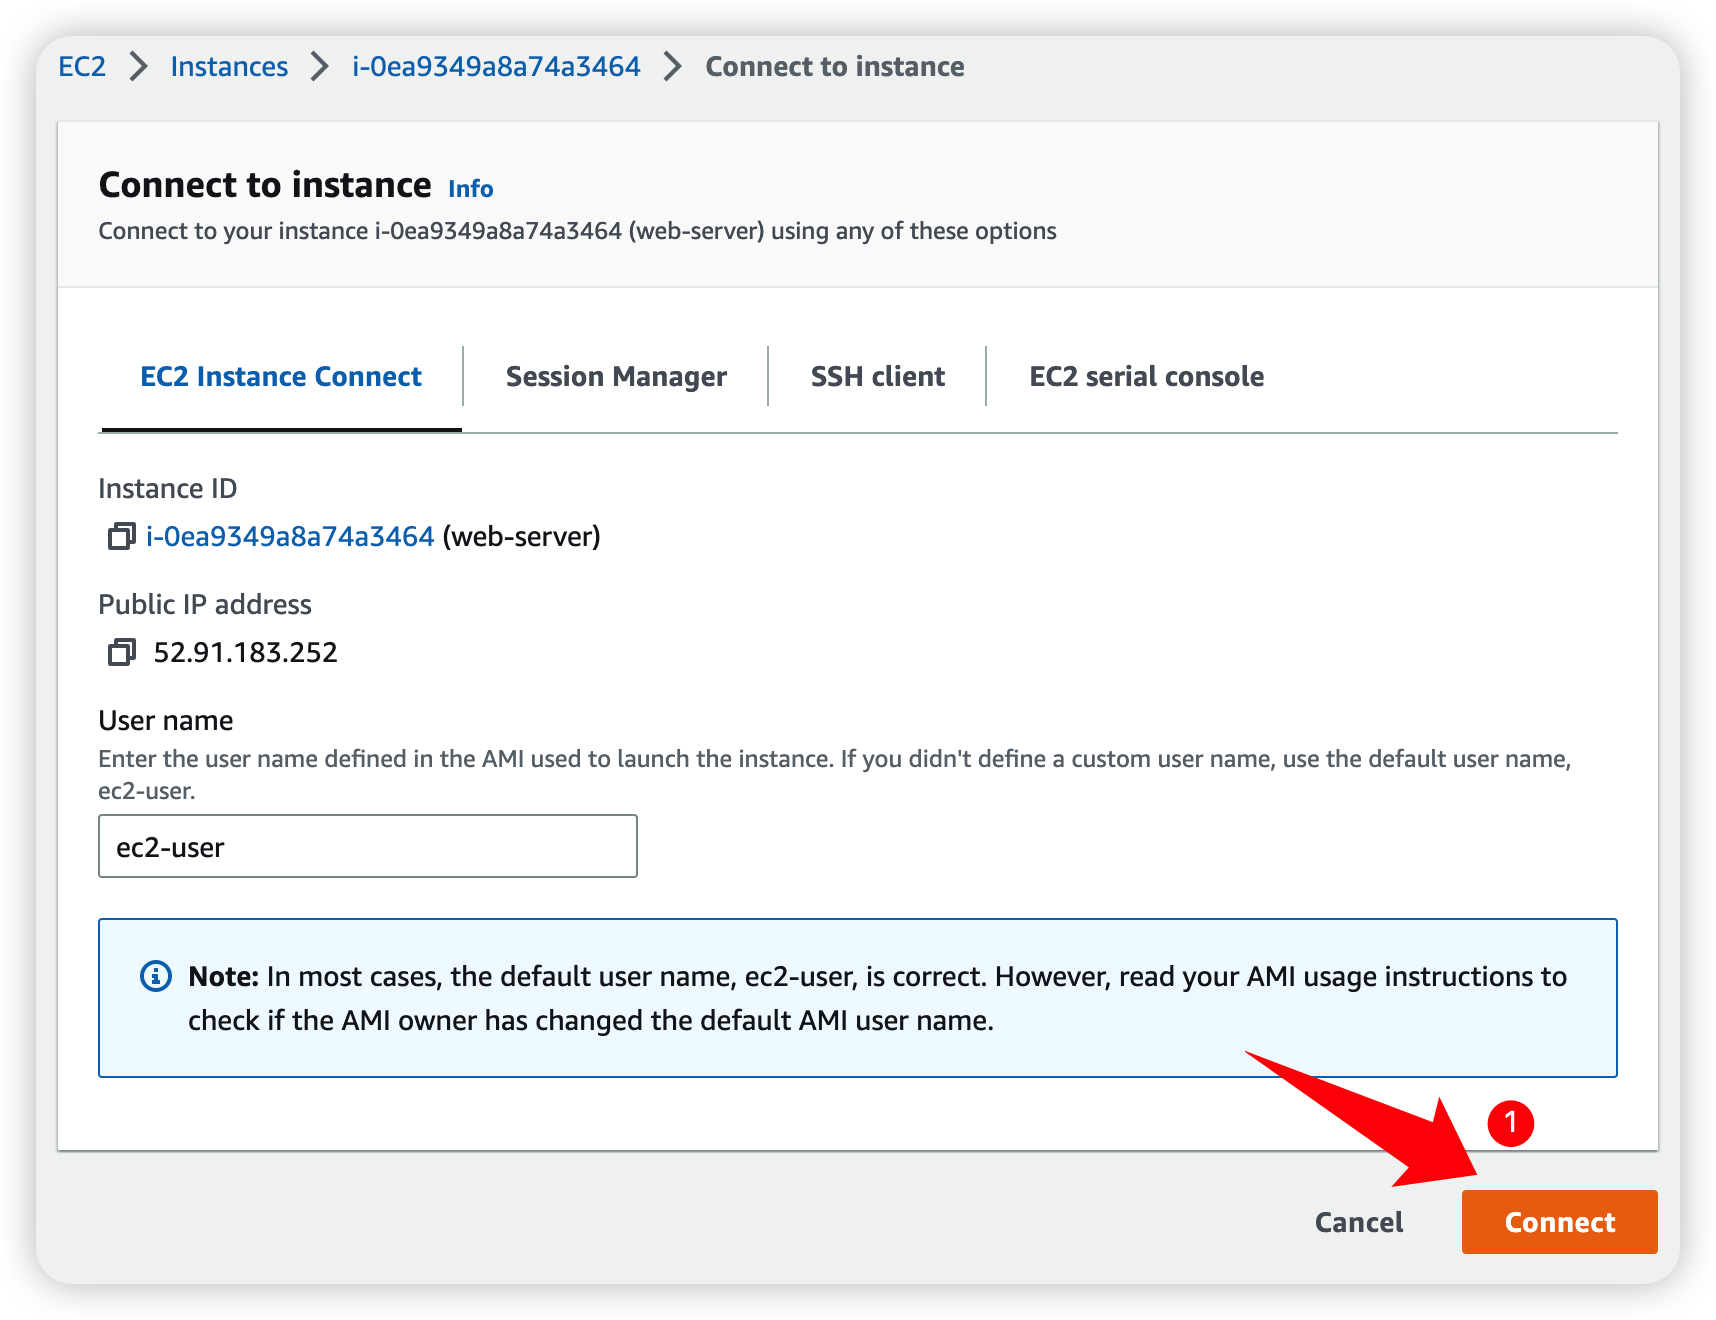 EC2 > Instances > i-0ea9349a8a74a3464 > Connect to instance
Connect to instance Info
Connect to your instance i-0ea9349a8a74a3464 (web-server) using any of these options
EC2 Instance Connect Session Manager SSH client EC2 serial console
Instance ID
i-0ea9349a8a74a3464 (web-server)
Public IP address
52.91.183.252
User name
Enter the user name defined in the AMI used to launch the instance. If you didn't define a custom user name, use the default user name,
ec2-user.
ec2-user
Note: In most cases, the default user name, ec2-user, is correct. However, read your AMI usage instructions to
check if the AMI owner has changed the default AMI user name.
1
Cancel Connect